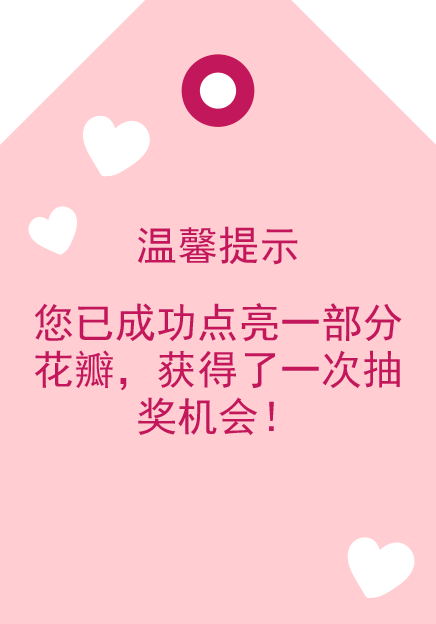 温馨提示
您已成功点亮一部分
花瓣，获得了一次抽
奖机会！